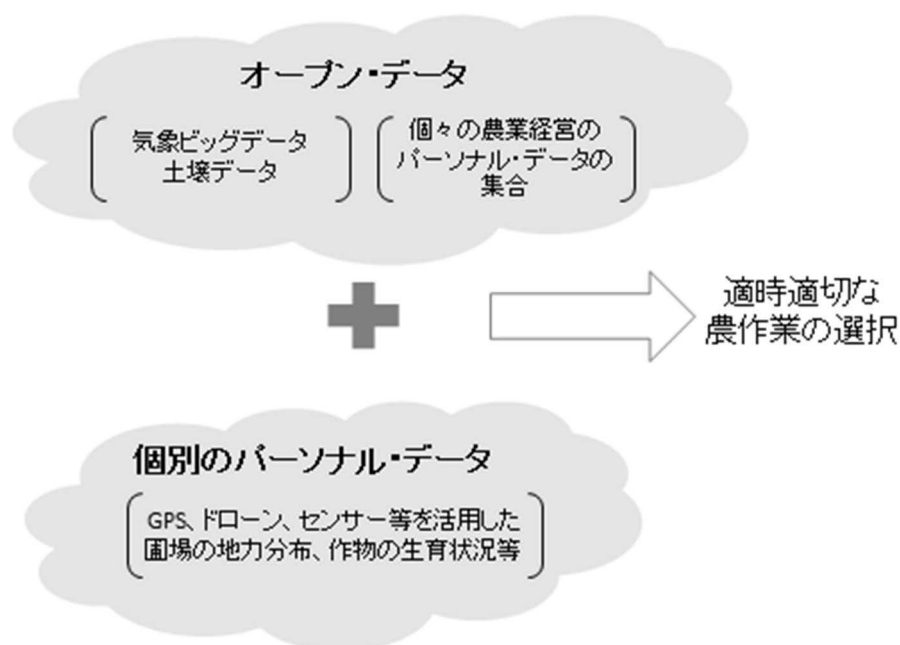 オープン・データ
気象ビッグデータ
土壌データ
個々の農業経営の
パーソナル・データの
集合
適時適切な
農作業の選択
個別のパーソナル・データ
GPS、ドローン、センサー等を活用した
圃場の地力分布、作物の生育状況等